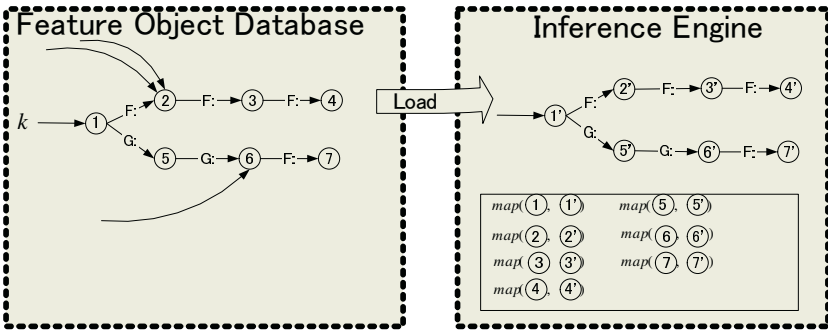 Feature Object Database
Inference Engine
k
1
F:
2
F:
3
F:
4
G:
5
G:
6
F:
7
Load
1'
F:
2'
F:
3'
F:
4'
G:
5'
G:
6'
F:
7'
map(1, 1') map(5, 5')
map(2, 2') map(6, 6')
map(3 3') map(7, 7')
map(4, 4')